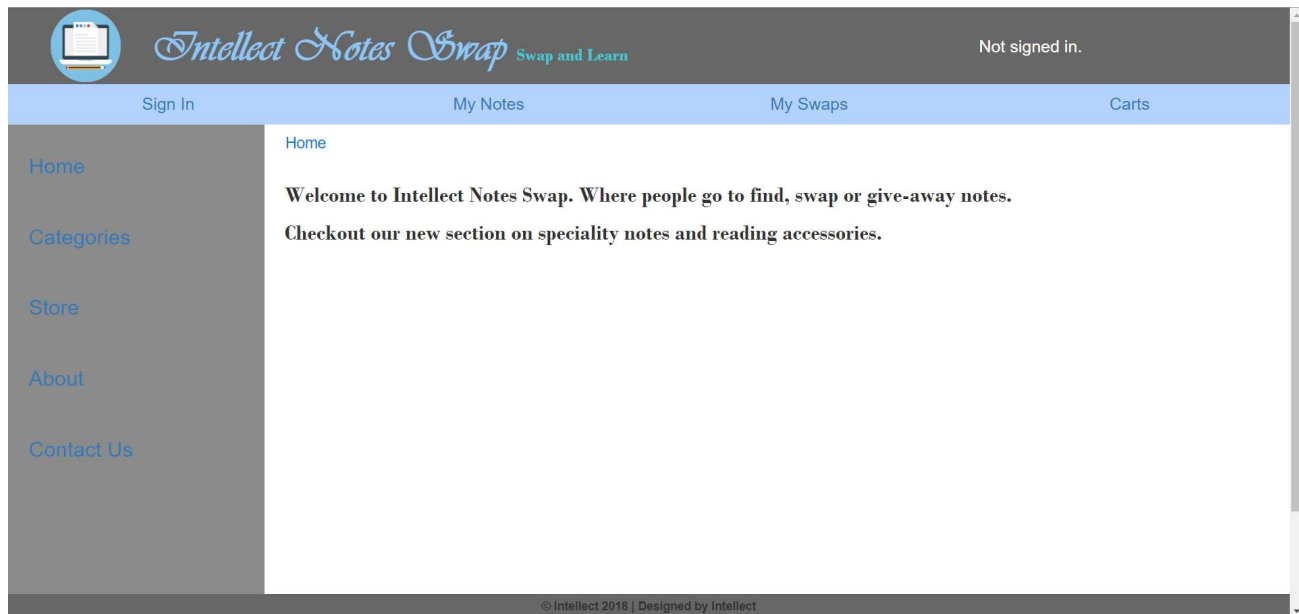 Intellect Notes Swap Swap and Learn Not signed in.
Sign In My Notes My Swaps Carts
Home
Home
Welcome to Intellect Notes Swap. Where people go to find, swap or give-away notes.
Categories
Checkout our new section on speciality notes and reading accessories.
Store
About
Contact Us
© Intellect 2018 | Designed by Intellect